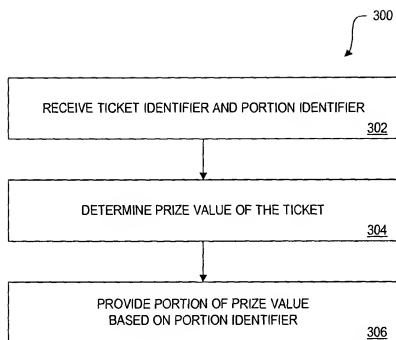 300
RECEIVE TICKET IDENTIFIER AND PORTION IDENTIFIER
302
DETERMINE PRIZE VALUE OF THE TICKET
304
PROVIDE PORTION OF PRIZE VALUE
BASED ON PORTION IDENTIFIER
306